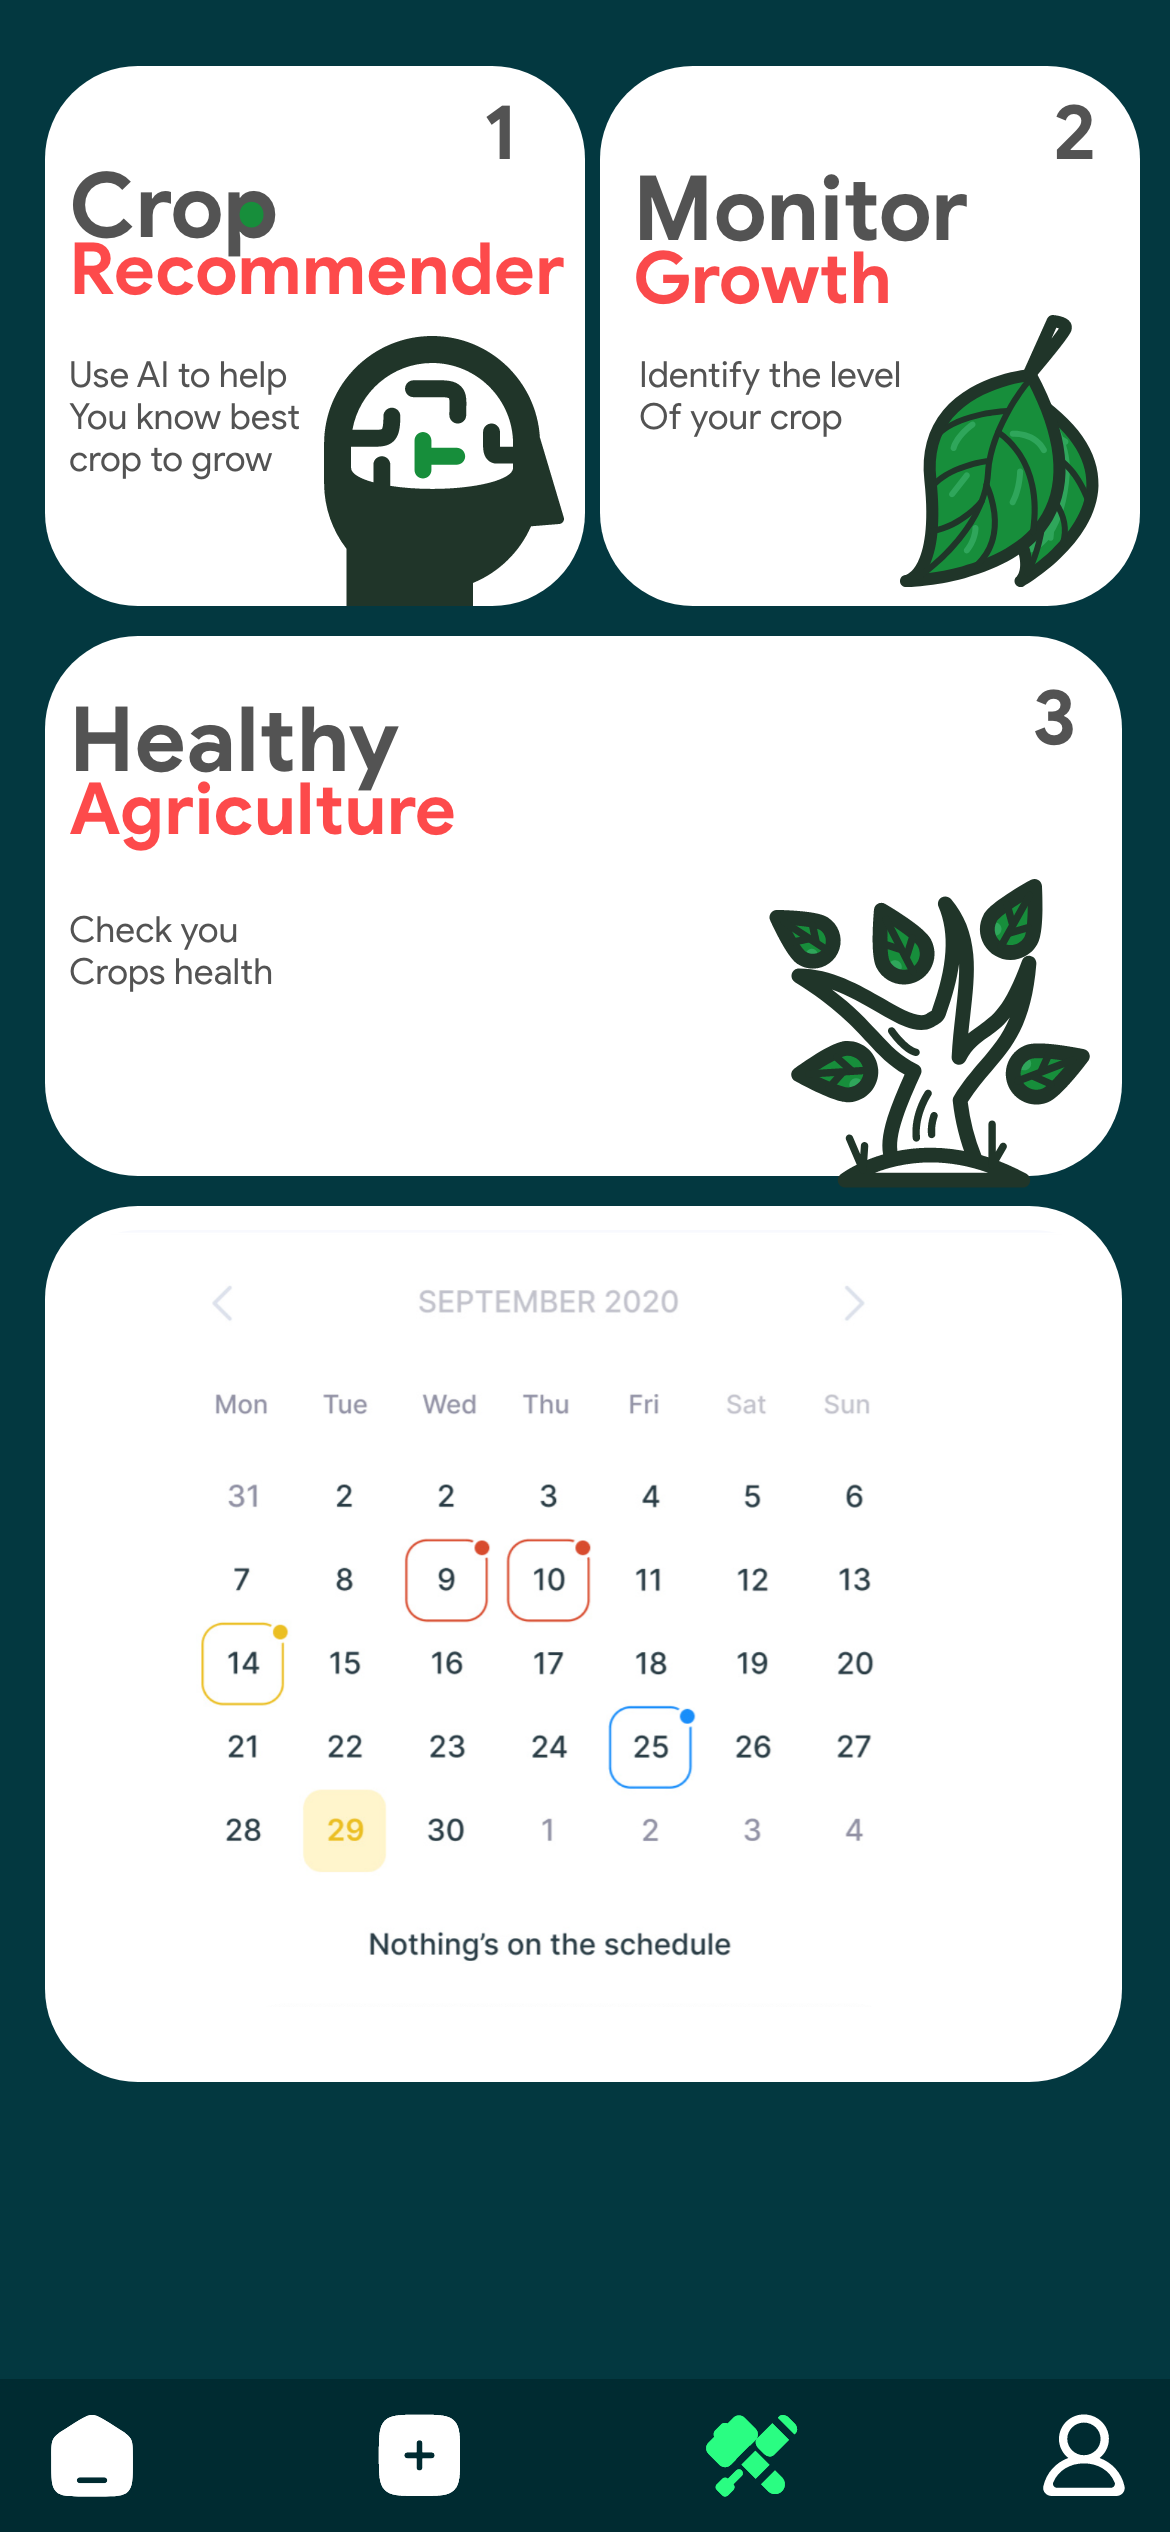 1
Crop
Recommender
Use AI to help
You know best
crop to grow
2
Monitor
Growth
Identify the level
Of your crop
3
Healthy
Agriculture
Check you
Crops health
SEPTEMBER 2020
Mon Tue Wed Thu Fri Sat Sun
31 2 2 3 4 5 6
7 8 9 10 11 12 13
14 15 16 17 18 19 20
21 22 23 24 25 26 27
28 29 30 1 2 3 4
Nothing's on the schedule